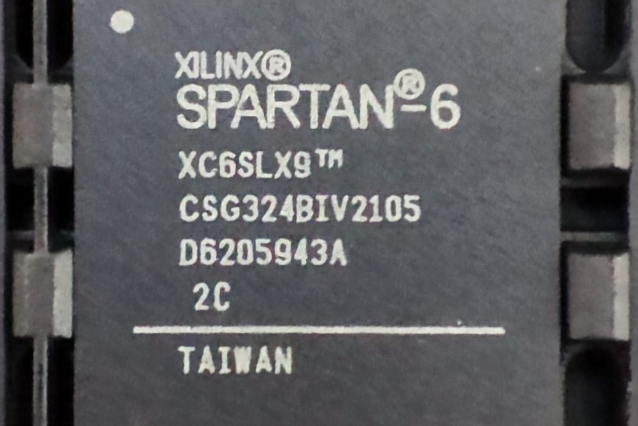 XILINX®
SPARTAN®-6
XC6SLX9™
CSG324BIV2105
D6205943A
2C
TAIWAN